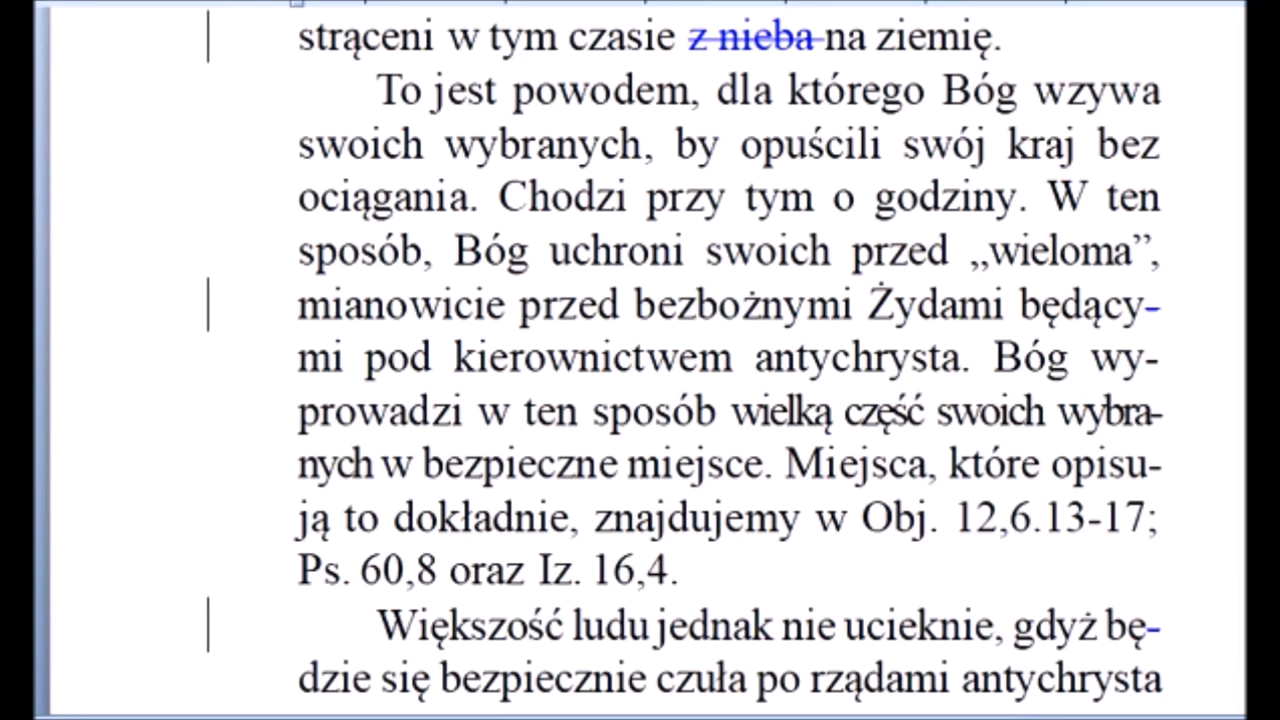 strąceni w tym czasie z nieba na ziemię.
To jest powodem, dla którego Bóg wzywa
swoich wybranych, by opuścili swój kraj bez
ociągania. Chodzi przy tym o godziny. W ten
sposób, Bóg uchroni swoich przed „wieloma”,
mianowicie przed bezbożnymi Żydami będący-
mi pod kierownictwem antychrysta. Bóg wy-
prowadzi w ten sposób wielką część swoich wybra-
nych w bezpieczne miejsce. Miejsca, które opisu-
ją to dokładnie, znajdujemy w Obj. 12,6.13-17;
Ps. 60,8 oraz Iz. 16,4.
Większość ludu jednak nie ucieknie, gdyż bę-
dzie się bezpiecznie czuła po rządami antychrysta